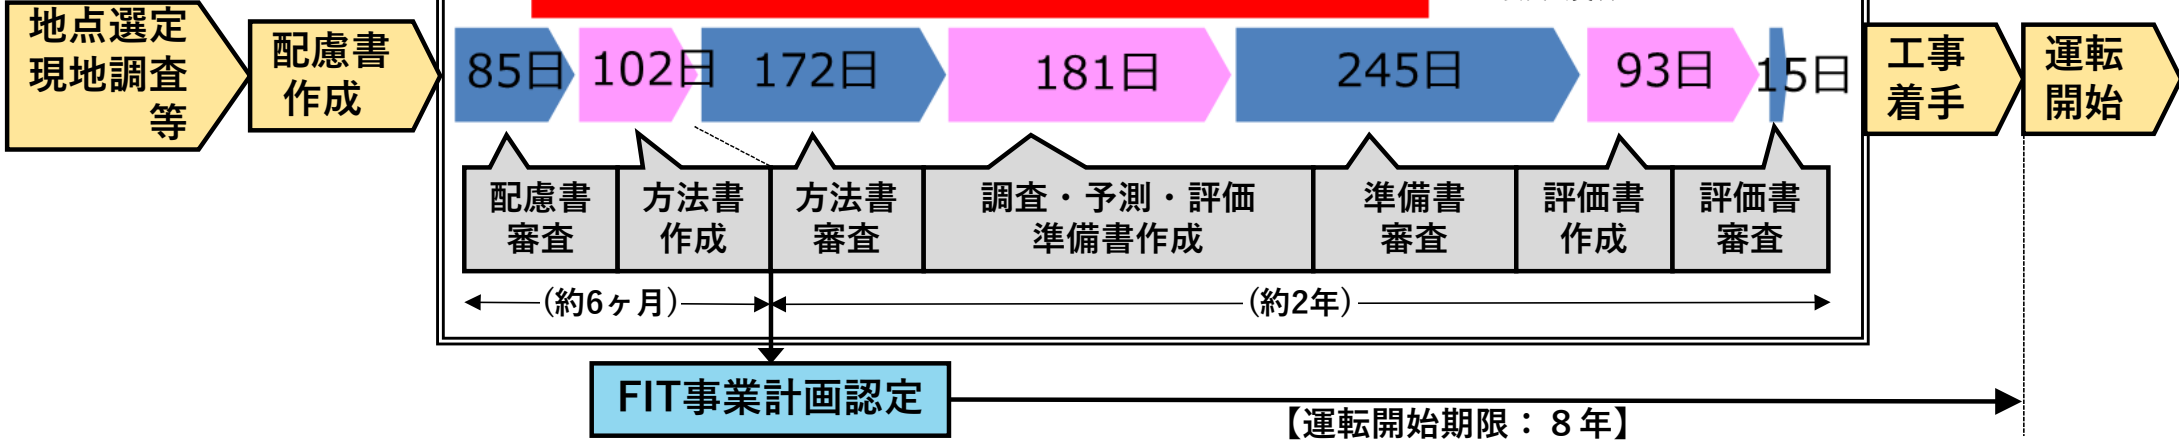 地点選定
現地調査
等
配慮書
作成
85日
102日
172日
181日
245日
93日
15日
工事
着手
運転
開始
配慮書
審査
方法書
作成
方法書
審査
調査・予測・評価
準備書作成
準備書
審査
評価書
作成
評価書
審査
(約6ヶ月)
(約2年)
FIT事業計画認定
【運転開始期限：８年】